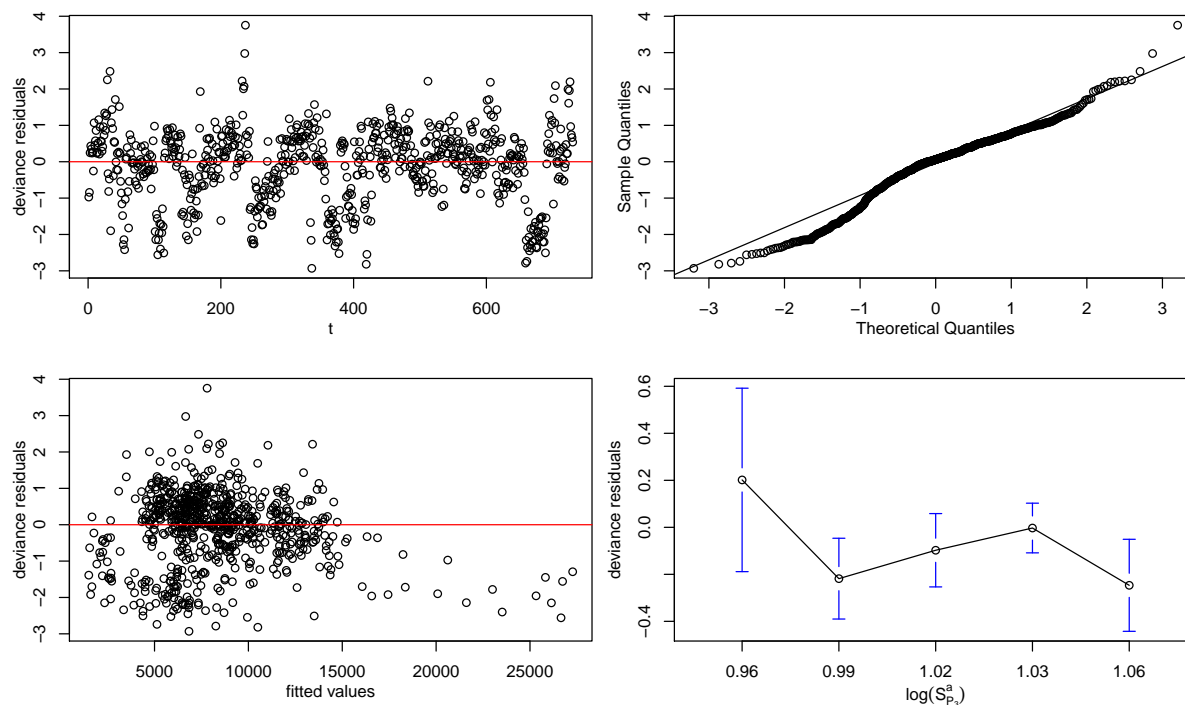 4
3
2
1
0
−1
−2
−3
deviance residuals
0 200 400 600
t
4
3
2
1
0
−1
−2
−3
Sample Quantiles
−3 −2 −1 0 1 2 3
Theoretical Quantiles
4
3
2
1
0
−1
−2
−3
deviance residuals
5000 10000 15000 20000 25000
fitted values
0.6
0.4
0.2
0.0
−0.4
deviance residuals
0.96 0.99 1.02 1.03 1.06
log(S^a_{P_3})